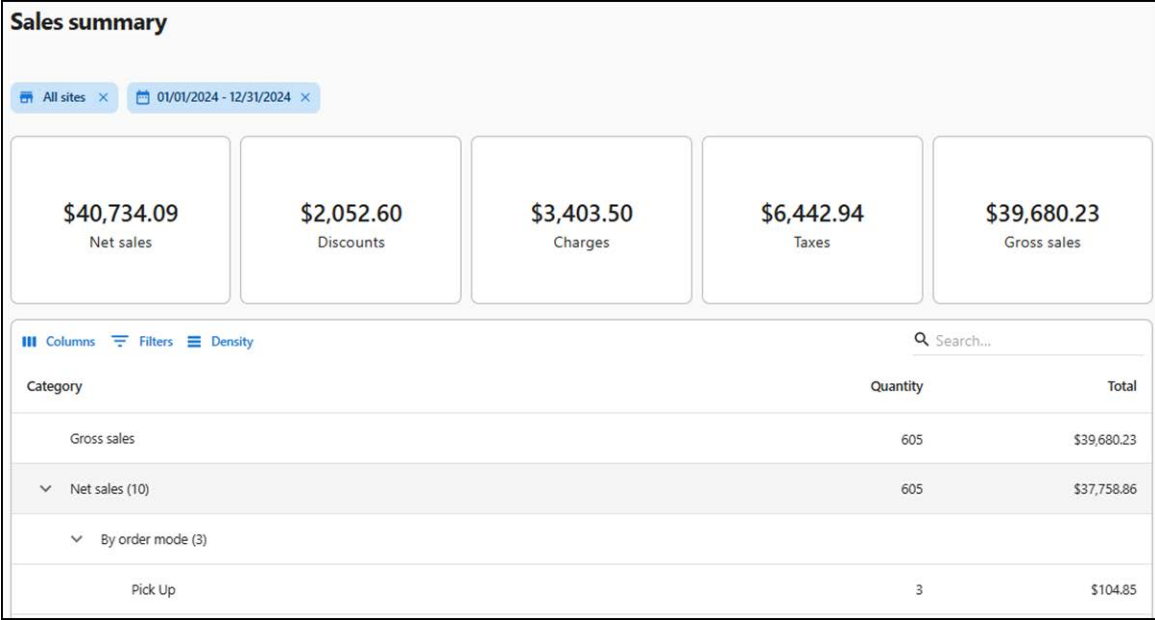 Sales summary
All sites
01/01/2024 - 12/31/2024
$40,734.09
Net sales
$2,052.60
Discounts
$3,403.50
Charges
$6,442.94
Taxes
$39,680.23
Gross sales
Columns Filters Density Search...
Category Quantity Total
Gross sales 605 $39,680.23
Net sales (10) 605 $37,758.86
By order mode (3)
Pick Up 3 $104.85